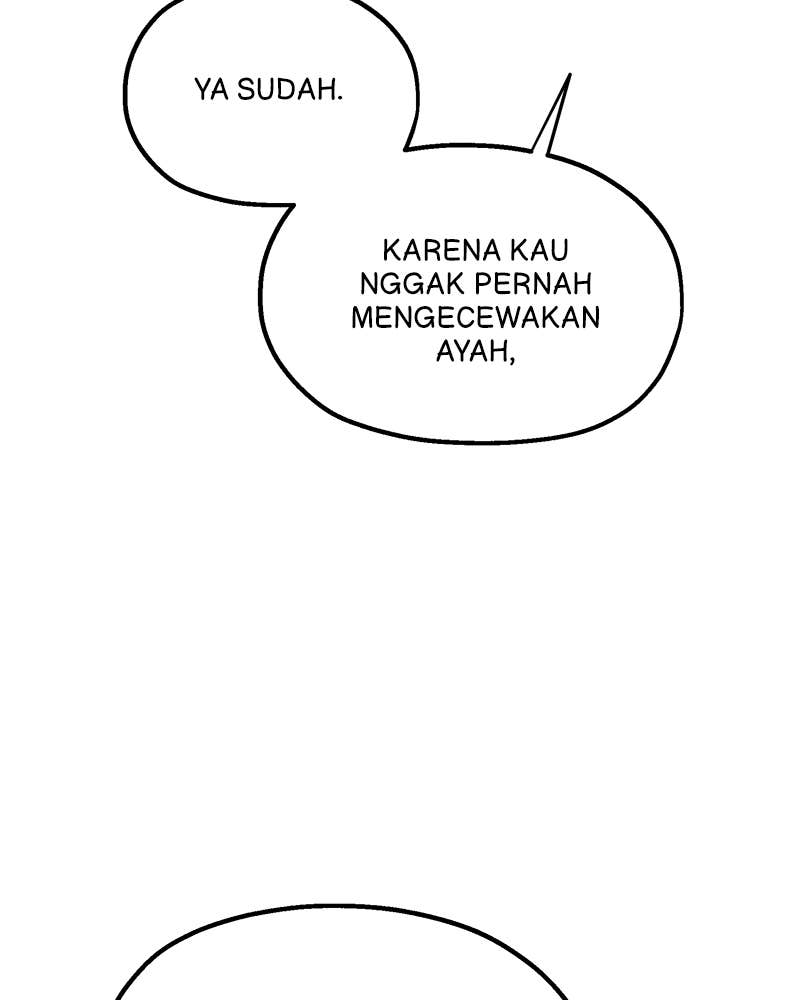 YA SUDAH.
KARENA KAU
NGGAK PERNAH
MENGECEWAKAN
AYAH,